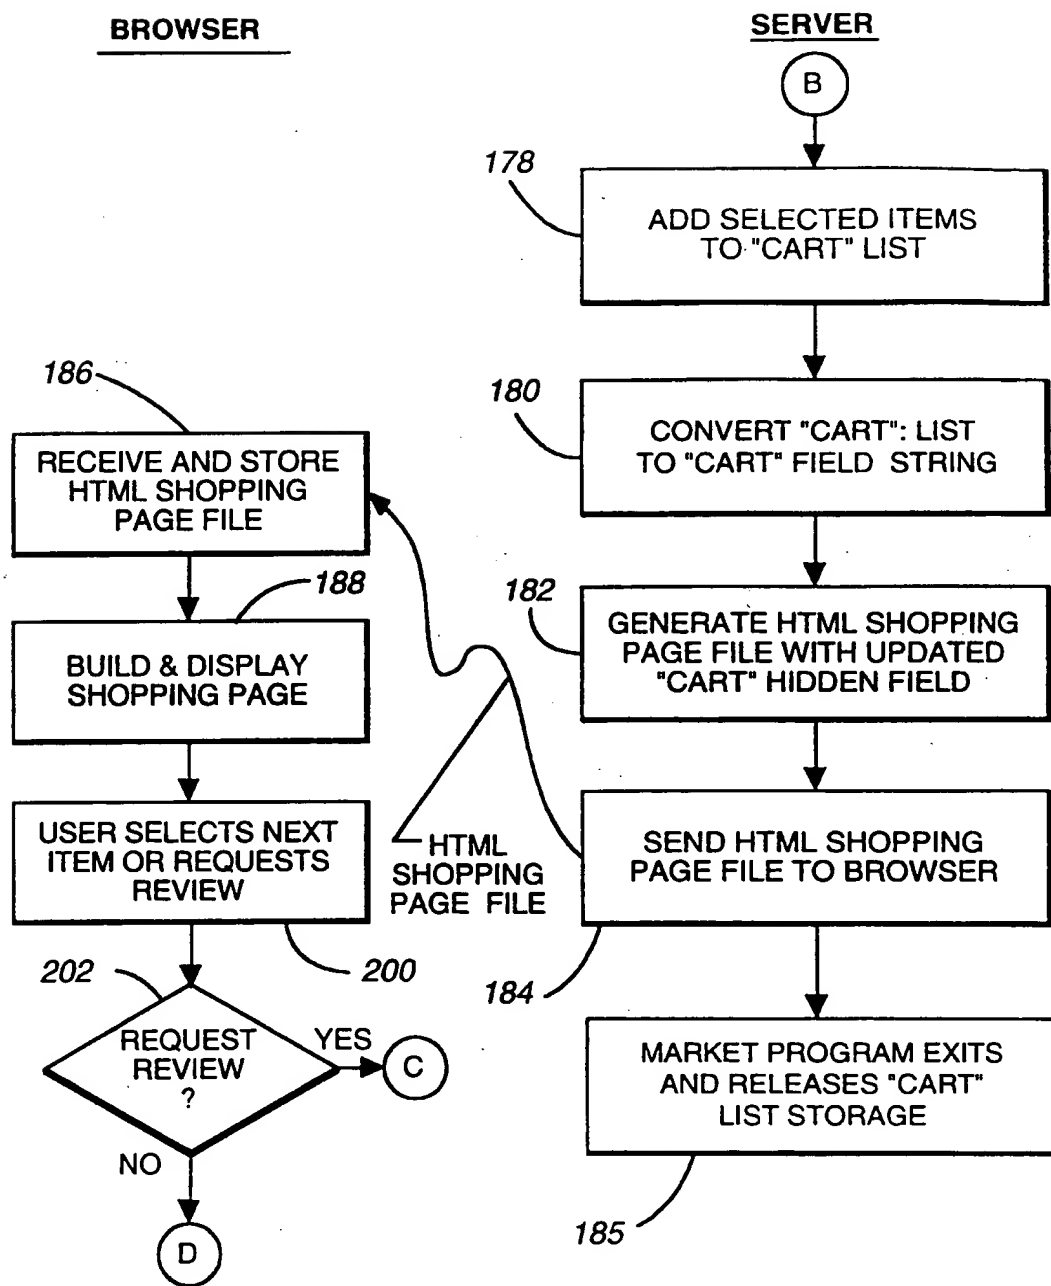 BROWSER
SERVER
B
178
ADD SELECTED ITEMS
TO "CART" LIST
186
180
RECEIVE AND STORE
HTML SHOPPING
PAGE FILE
CONVERT "CART": LIST
TO "CART" FIELD STRING
188
182
BUILD & DISPLAY
SHOPPING PAGE
GENERATE HTML SHOPPING
PAGE FILE WITH UPDATED
"CART" HIDDEN FIELD
USER SELECTS NEXT
ITEM OR REQUESTS
REVIEW
HTML
SHOPPING
PAGE FILE
SEND HTML SHOPPING
PAGE FILE TO BROWSER
202
200
184
REQUEST
REVIEW
?
YES
C
MARKET PROGRAM EXITS
AND RELEASES "CART"
LIST STORAGE
NO
185
D